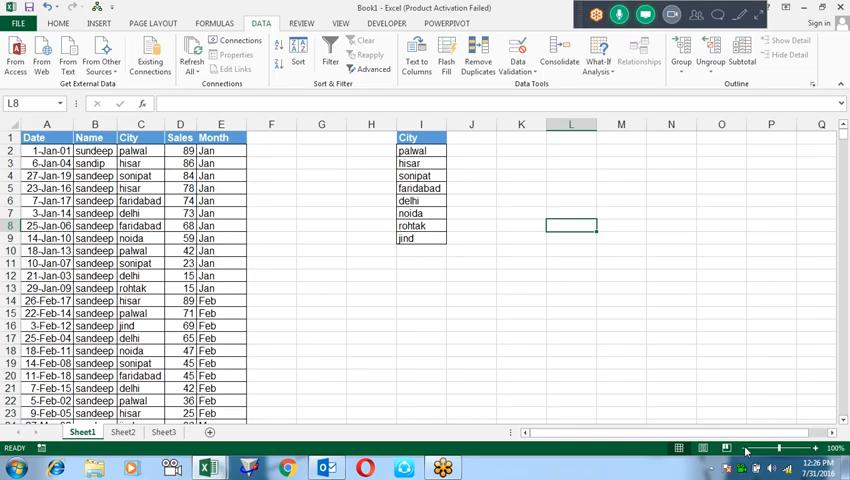 Book1 - Excel (Product Activation Failed)
Sign in
FILE HOME INSERT PAGE LAYOUT FORMULAS DATA REVIEW VIEW DEVELOPER POWERPIVOT
From Access From Web From Text From Other Sources Existing Connections
Refresh All Connections Properties Edit Links
Sort Filter Clear Reapply Advanced
Text to Columns Flash Fill Remove Duplicates Data Validation Consolidate What-If Analysis Relationships
Group Ungroup Subtotal Show Detail Hide Detail
Get External Data Connections Sort & Filter Data Tools Outline
L8 fx
A B C D E F G H I J K L M N O P Q
1 Date Name City Sales Month City
2 1-Jan-01 sundeep palwal 89 Jan palwal
3 6-Jan-04 sandip hisar 86 Jan hisar
4 27-Jan-19 sandeep sonipat 84 Jan sonipat
5 23-Jan-16 sandeep hisar 78 Jan faridabad
6 7-Jan-17 sandeep faridabad 74 Jan delhi
7 3-Jan-14 sandeep delhi 73 Jan noida
8 25-Jan-06 sandeep faridabad 68 Jan rohtak
9 14-Jan-10 sandeep noida 59 Jan jind
10 18-Jan-13 sandeep palwal 42 Jan
11 10-Jan-07 sandeep sonipat 23 Jan
12 21-Jan-03 sandeep delhi 15 Jan
13 29-Jan-09 sandeep rohtak 15 Jan
14 26-Feb-17 sandeep hisar 89 Feb
15 22-Feb-14 sandeep palwal 71 Feb
16 3-Feb-12 sandeep jind 69 Feb
17 25-Feb-04 sandeep delhi 65 Feb
18 18-Feb-11 sandeep noida 47 Feb
19 14-Feb-08 sandeep sonipat 45 Feb
20 11-Feb-18 sandeep faridabad 45 Feb
21 7-Feb-15 sandeep delhi 42 Feb
22 5-Feb-02 sandeep palwal 36 Feb
23 9-Feb-05 sandeep hisar 25 Feb
Sheet1 Sheet2 Sheet3
READY 100%
12:26 PM
7/31/2016